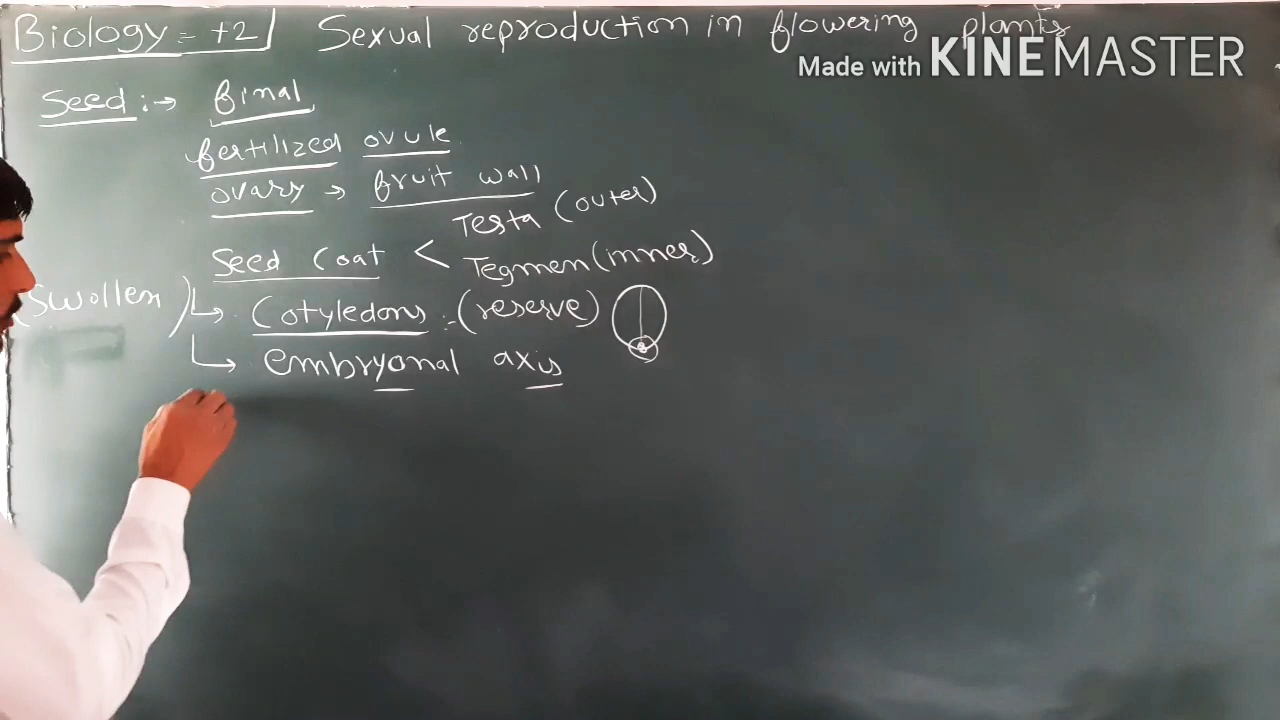 Biology = +2 Sexual reproduction in flowering plants
Made with KINEMASTER
Seed :→ final
fertilized ovule
ovary → fruit wall
Testa (outer)
Seed Coat < Tegmen (inner)
(Swollen) ↳ Cotyledons :- (reserve)
↳ embryonal axis